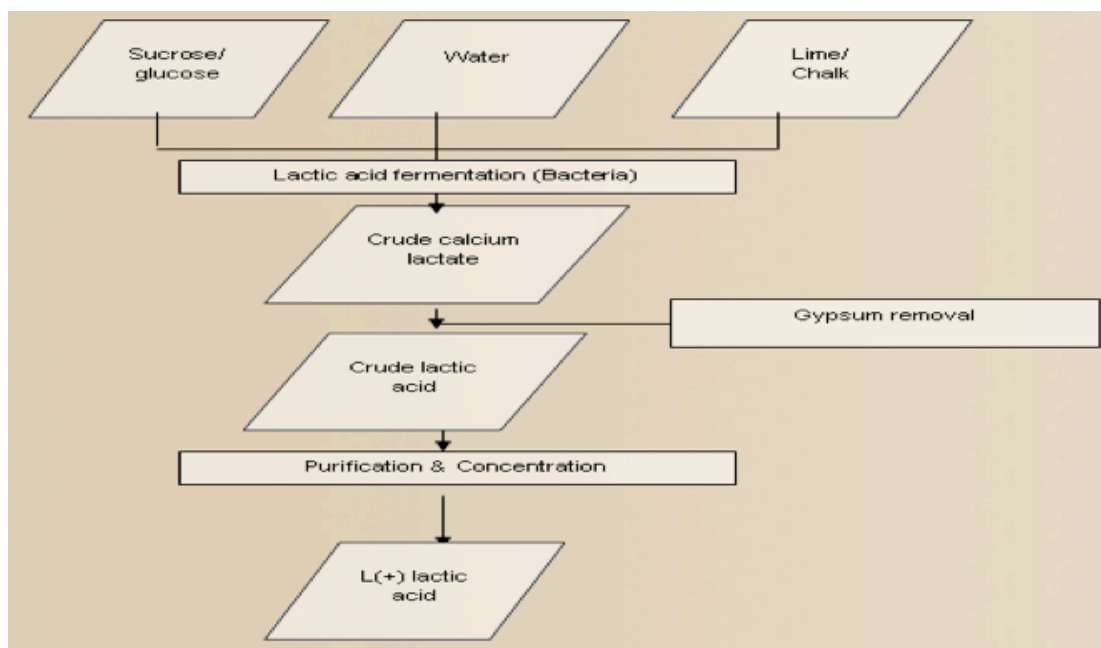 Sucrose/
glucose
Water
Lime/
Chalk
Lactic acid fermentation (Bacteria)
Crude calcium
lactate
Gypsum removal
Crude lactic
acid
Purification & Concentration
L(+) lactic
acid